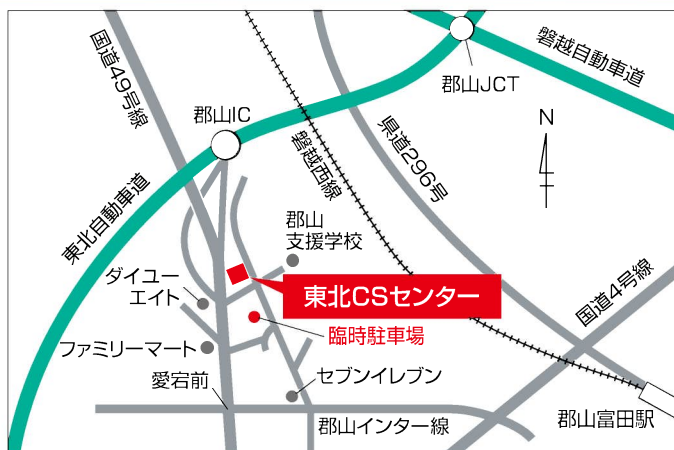 国道49号線
磐越自動車道
郡山JCT
郡山IC
N
県道296号
磐越西線
東北自動車道
郡山
支援学校
ダイユー
エイト
国道4号線
東北CSセンター
臨時駐車場
ファミリーマート
愛宕前
セブンイレブン
郡山富田駅
郡山インター線